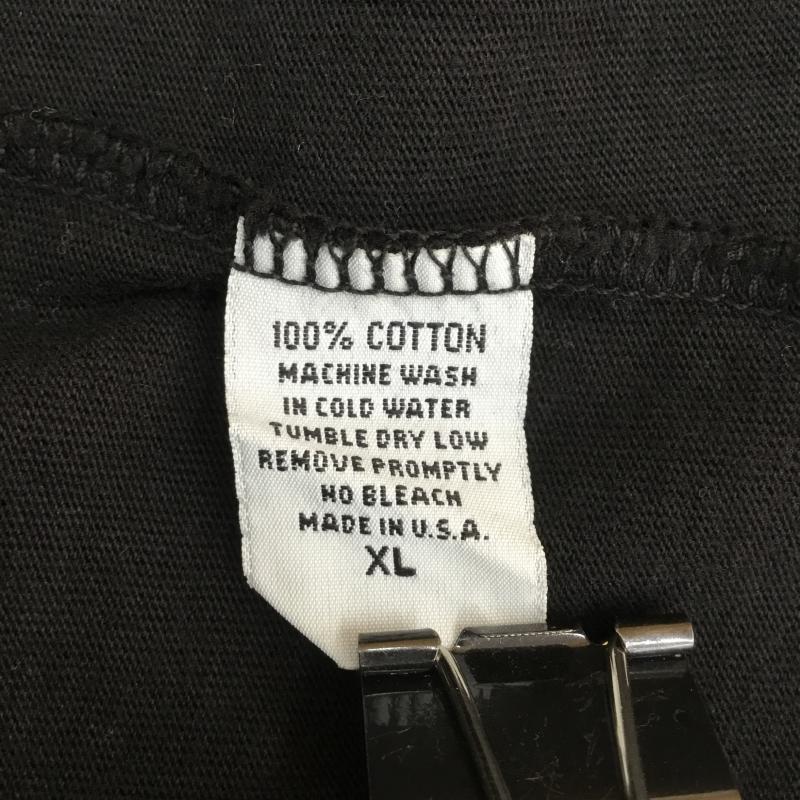 100% COTTON
MACHINE WASH
IN COLD WATER
TUMBLE DRY LOW
REMOVE PROMPTLY
NO BLEACH
MADE IN U.S.A.
XL